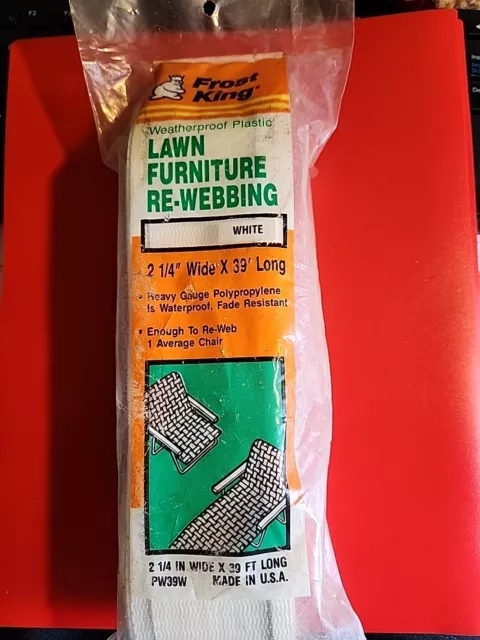 Frost
King®
Weatherproof Plastic
LAWN
FURNITURE
RE-WEBBING
WHITE
2 1/4" Wide X 39' Long
• Heavy Gauge Polypropylene
Is Waterproof, Fade Resistant
• Enough To Re-Web
1 Average Chair
2 1/4 IN WIDE X 39 FT LONG
PW39W MADE IN U.S.A.